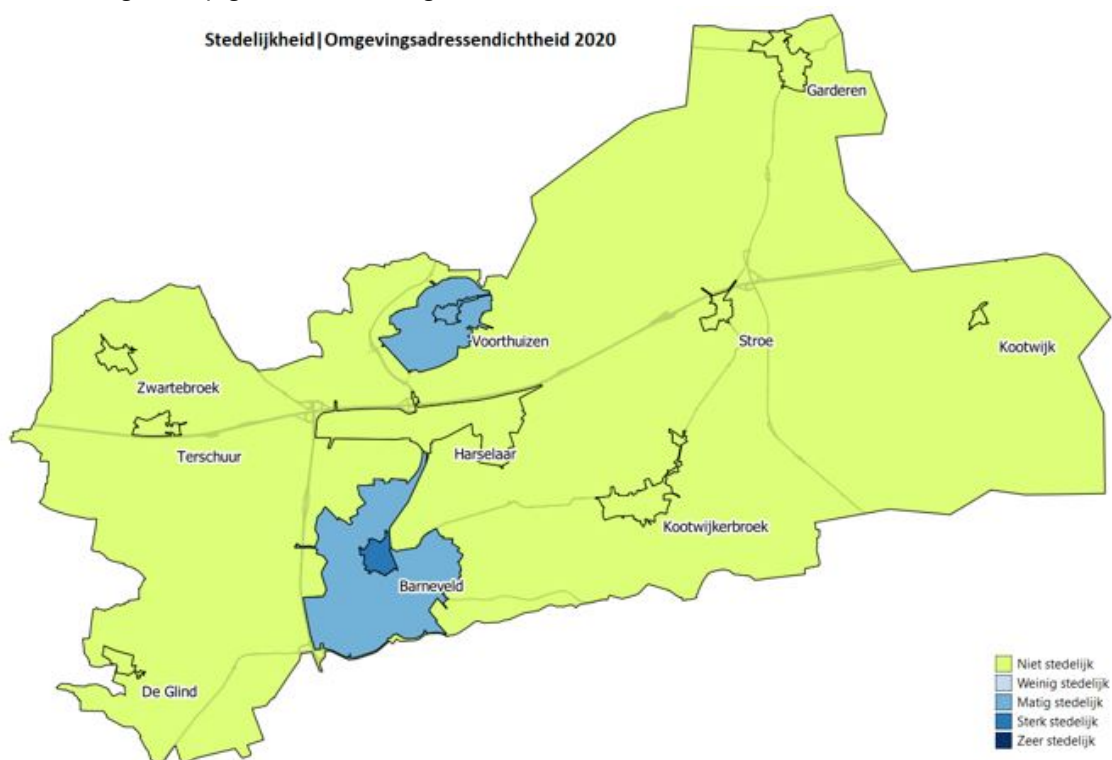 Stedelijkheid|Omgevingsadressendichtheid 2020
Garderen
Voorthuizen
Stroe
Kootwijk
Zwartebroek
Terschuur
Harselaar
Kootwijkerbroek
Barneveld
De Glind
Niet stedelijk
Weinig stedelijk
Matig stedelijk
Sterk stedelijk
Zeer stedelijk